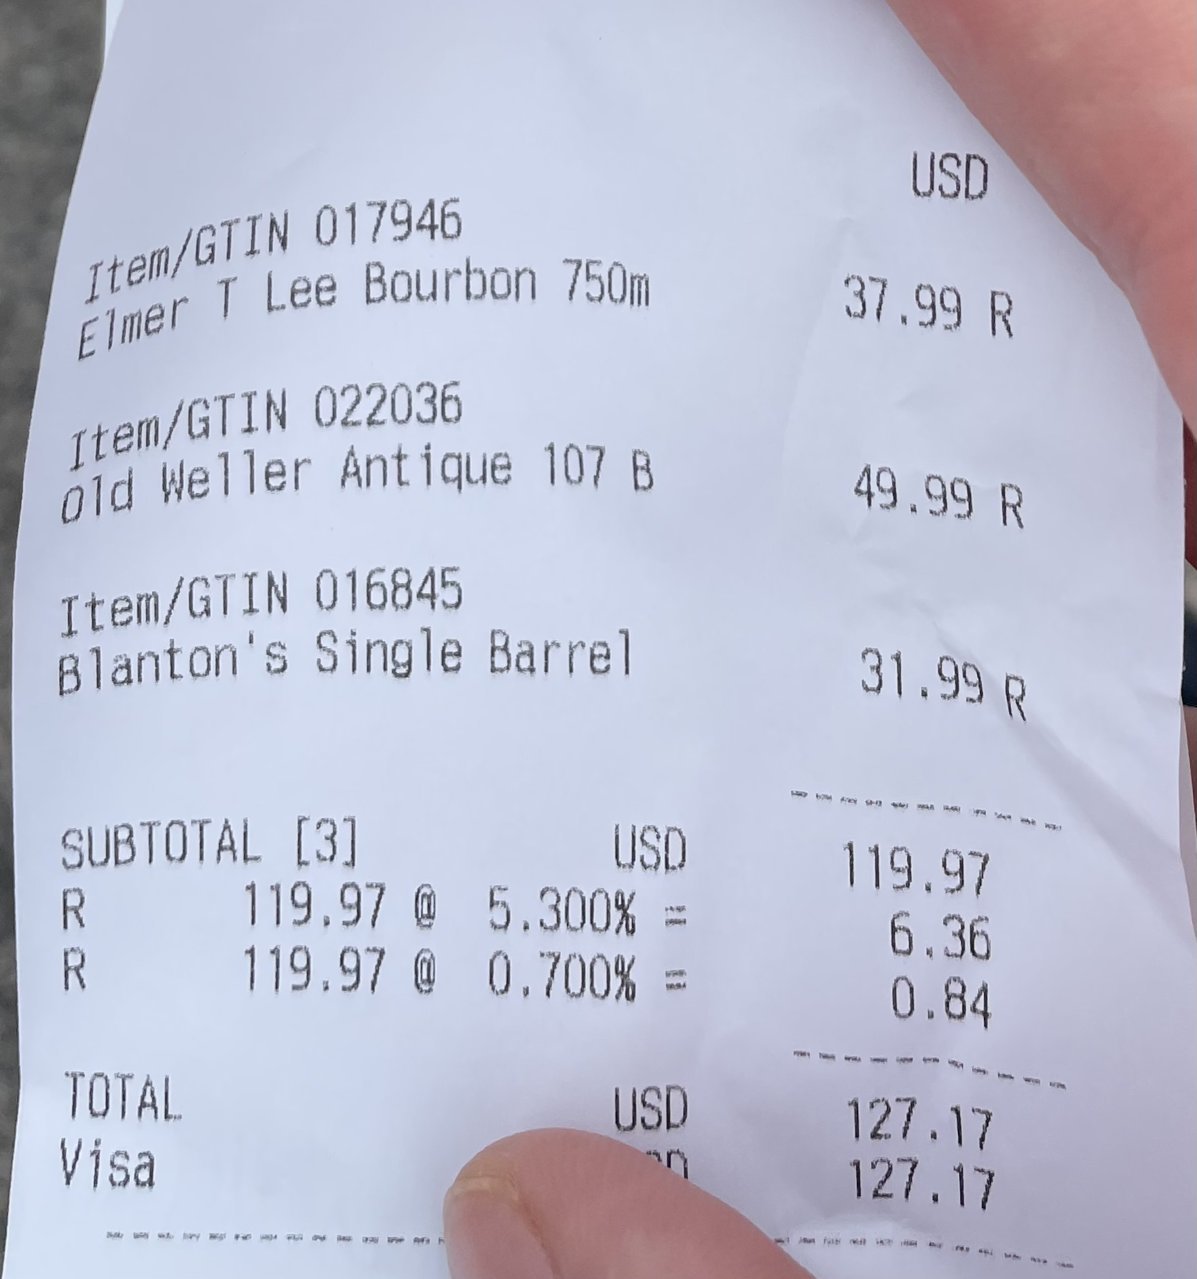 USD
Item/GTIN 017946
Elmer T Lee Bourbon 750m 37.99 R
Item/GTIN 022036
old Weller Antique 107 B 49.99 R
Item/GTIN 016845
Blanton's Single Barrel 31.99 R
SUBTOTAL [3] USD 119.97
R 119.97 @ 5.300% = 6.36
R 119.97 @ 0.700% = 0.84
TOTAL USD 127.17
Visa 127.17